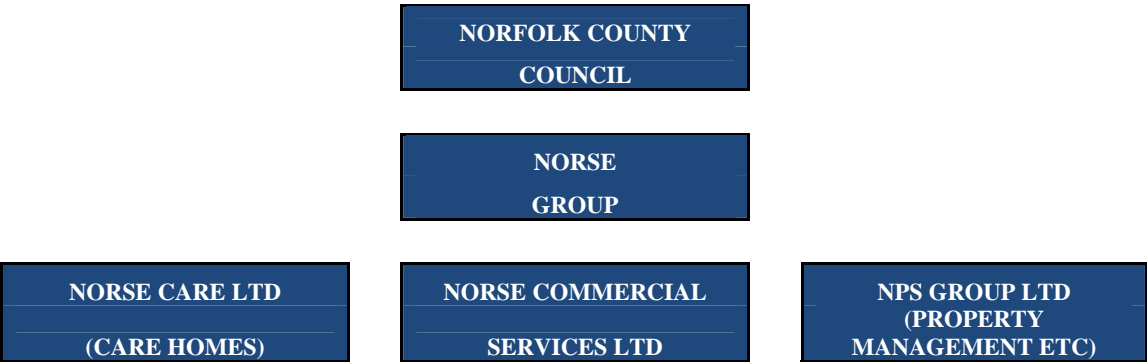 NORFOLK COUNTY
COUNCIL
NORSE
GROUP
NORSE CARE LTD
(CARE HOMES)
NORSE COMMERCIAL
SERVICES LTD
NPS GROUP LTD
(PROPERTY
MANAGEMENT ETC)